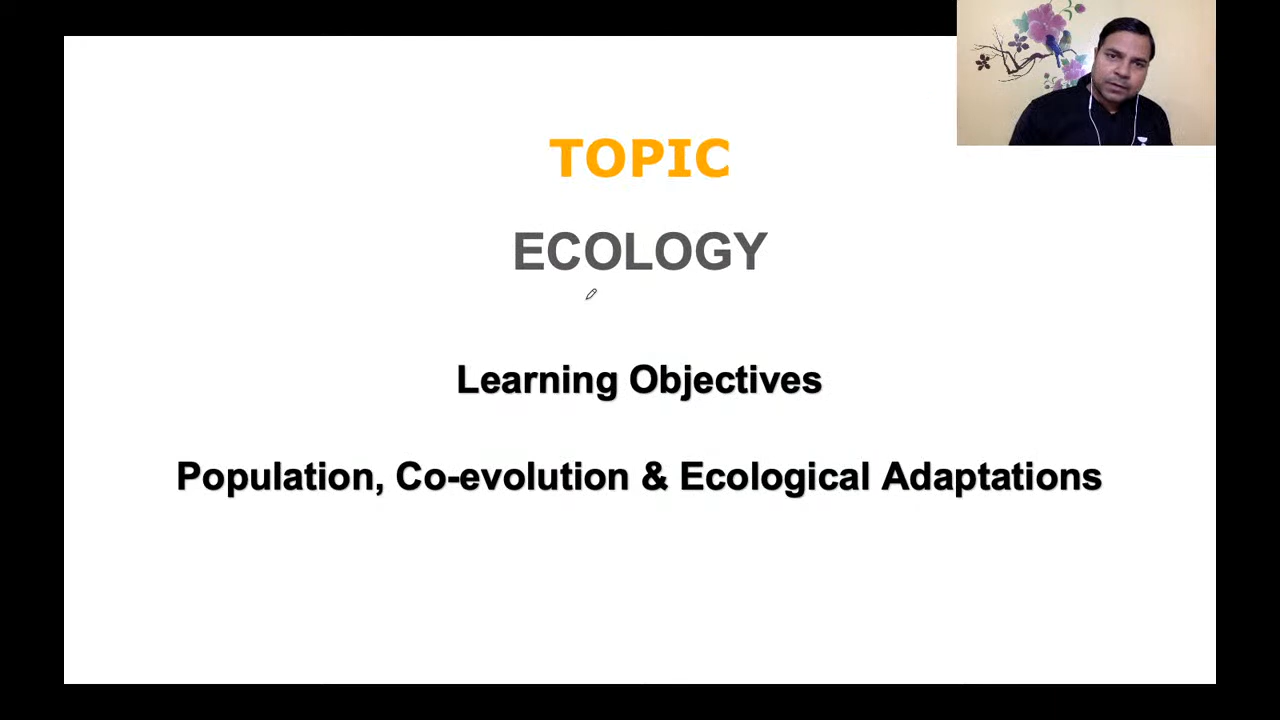 TOPIC
ECOLOGY
Learning Objectives
Population, Co-evolution & Ecological Adaptations